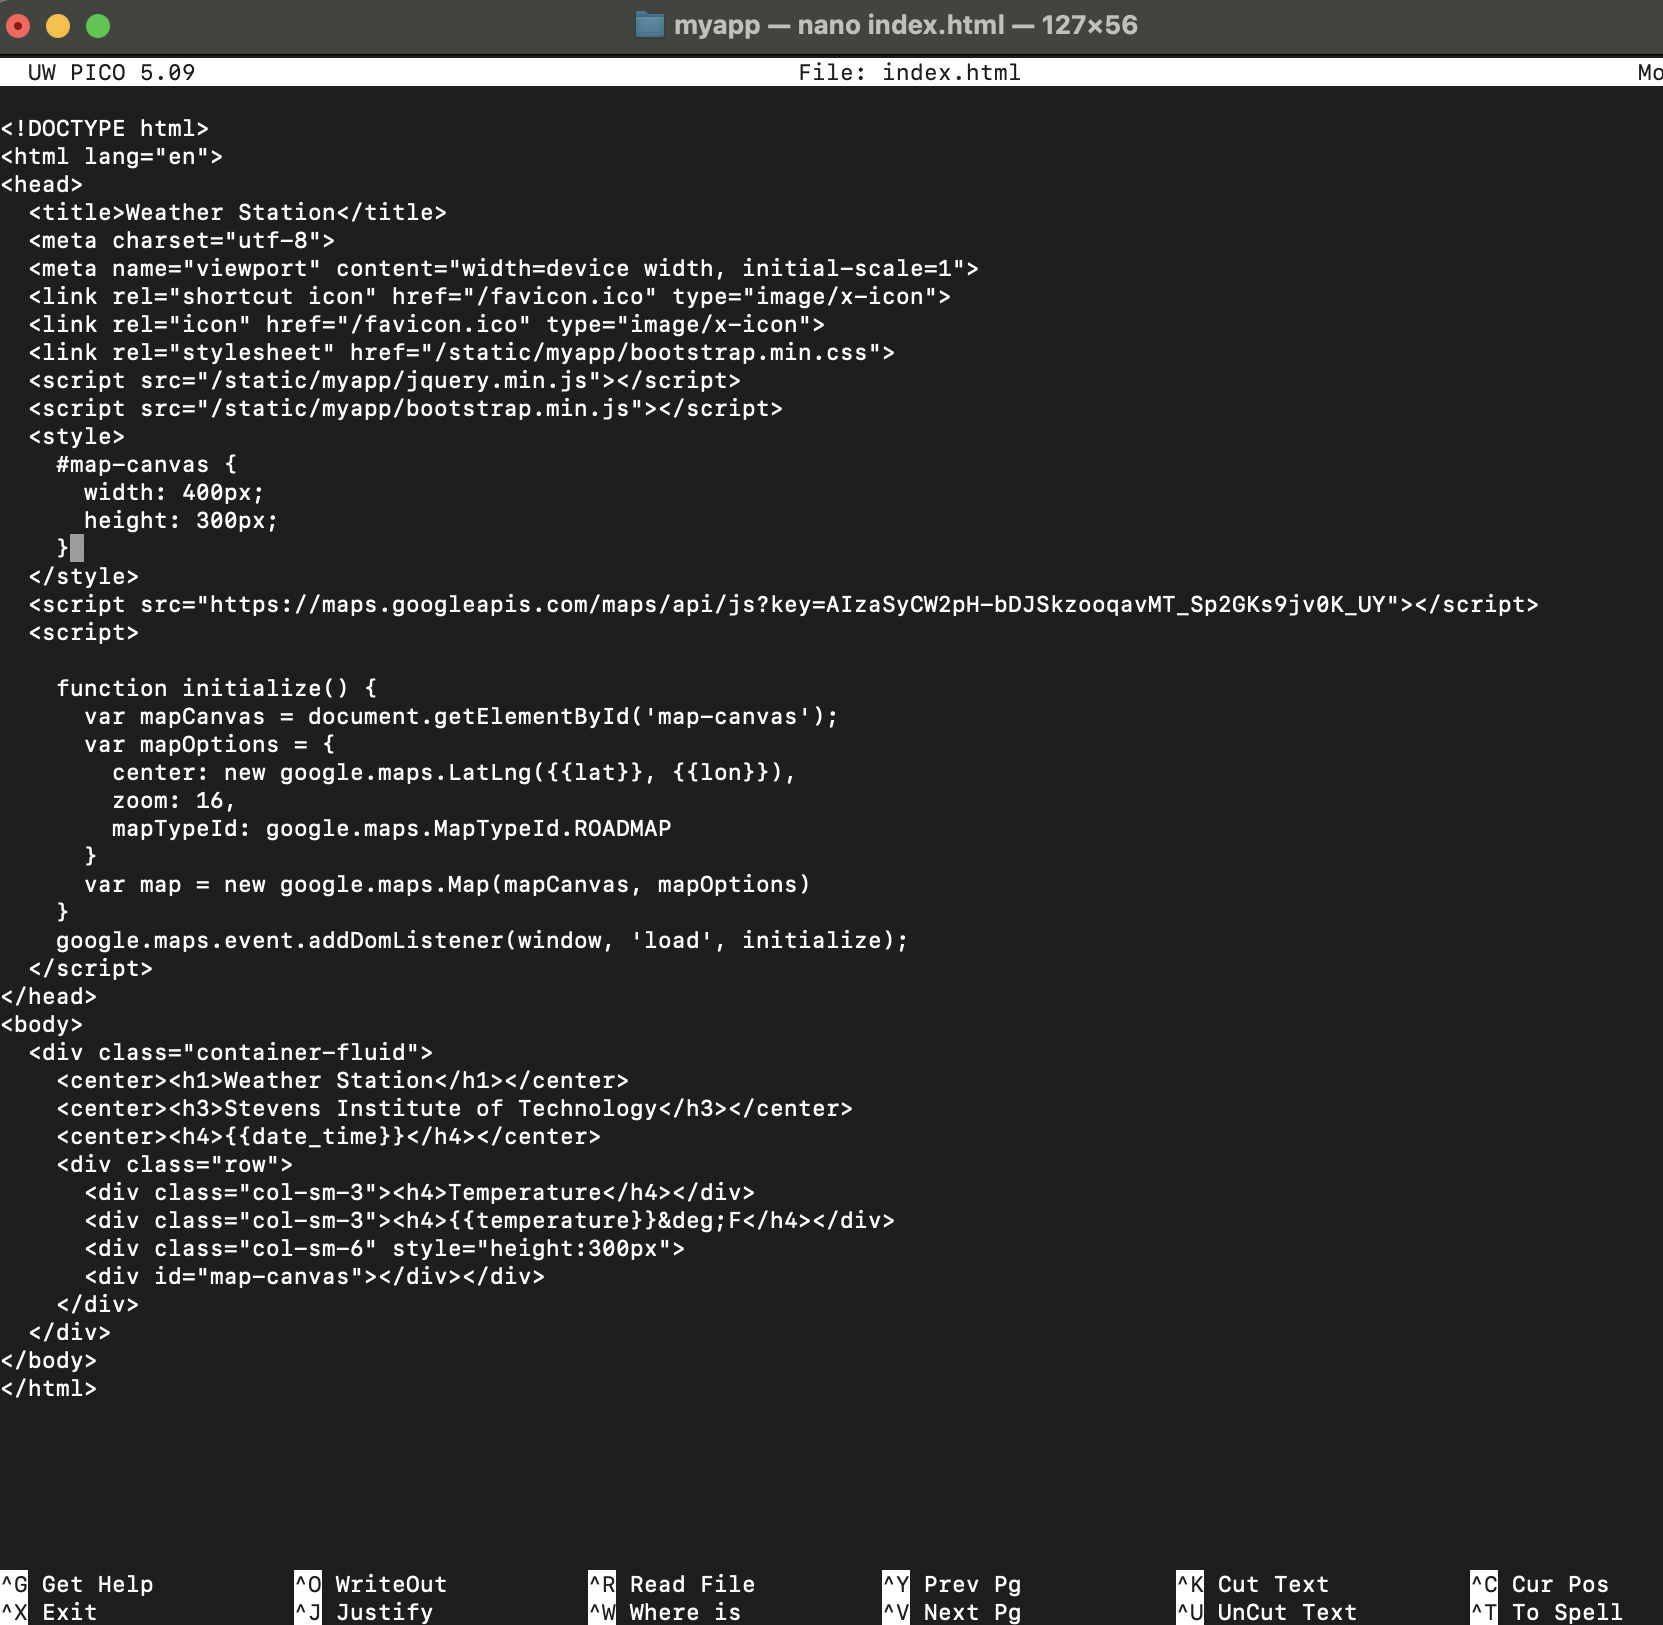 myapp — nano index.html — 127×56
UW PICO 5.09 File: index.html Mo
<!DOCTYPE html>
<html lang="en">
<head>
  <title>Weather Station</title>
  <meta charset="utf-8">
  <meta name="viewport" content="width=device width, initial-scale=1">
  <link rel="shortcut icon" href="/favicon.ico" type="image/x-icon">
  <link rel="icon" href="/favicon.ico" type="image/x-icon">
  <link rel="stylesheet" href="/static/myapp/bootstrap.min.css">
  <script src="/static/myapp/jquery.min.js"></script>
  <script src="/static/myapp/bootstrap.min.js"></script>
  <style>
    #map-canvas {
      width: 400px;
      height: 300px;
    }
  </style>
  <script src="https://maps.googleapis.com/maps/api/js?key=AIzaSyCW2pH-bDJSkzooqavMT_Sp2GKs9jv0K_UY"></script>
  <script>

    function initialize() {
      var mapCanvas = document.getElementById('map-canvas');
      var mapOptions = {
        center: new google.maps.LatLng({{lat}}, {{lon}}),
        zoom: 16,
        mapTypeId: google.maps.MapTypeId.ROADMAP
      }
      var map = new google.maps.Map(mapCanvas, mapOptions)
    }
    google.maps.event.addDomListener(window, 'load', initialize);
  </script>
</head>
<body>
  <div class="container-fluid">
    <center><h1>Weather Station</h1></center>
    <center><h3>Stevens Institute of Technology</h3></center>
    <center><h4>{{date_time}}</h4></center>
    <div class="row">
      <div class="col-sm-3"><h4>Temperature</h4></div>
      <div class="col-sm-3"><h4>{{temperature}}&deg;F</h4></div>
      <div class="col-sm-6" style="height:300px">
      <div id="map-canvas"></div></div>
    </div>
  </div>
</body>
</html>
^G Get Help ^O WriteOut ^R Read File ^Y Prev Pg ^K Cut Text ^C Cur Pos
^X Exit ^J Justify ^W Where is ^V Next Pg ^U UnCut Text ^T To Spell